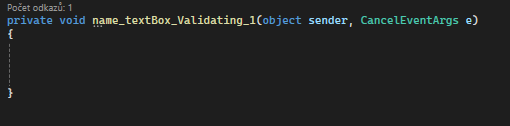 Počet odkazů: 1
private void name_textBox_Validating_1(object sender, CancelEventArgs e)
{
}